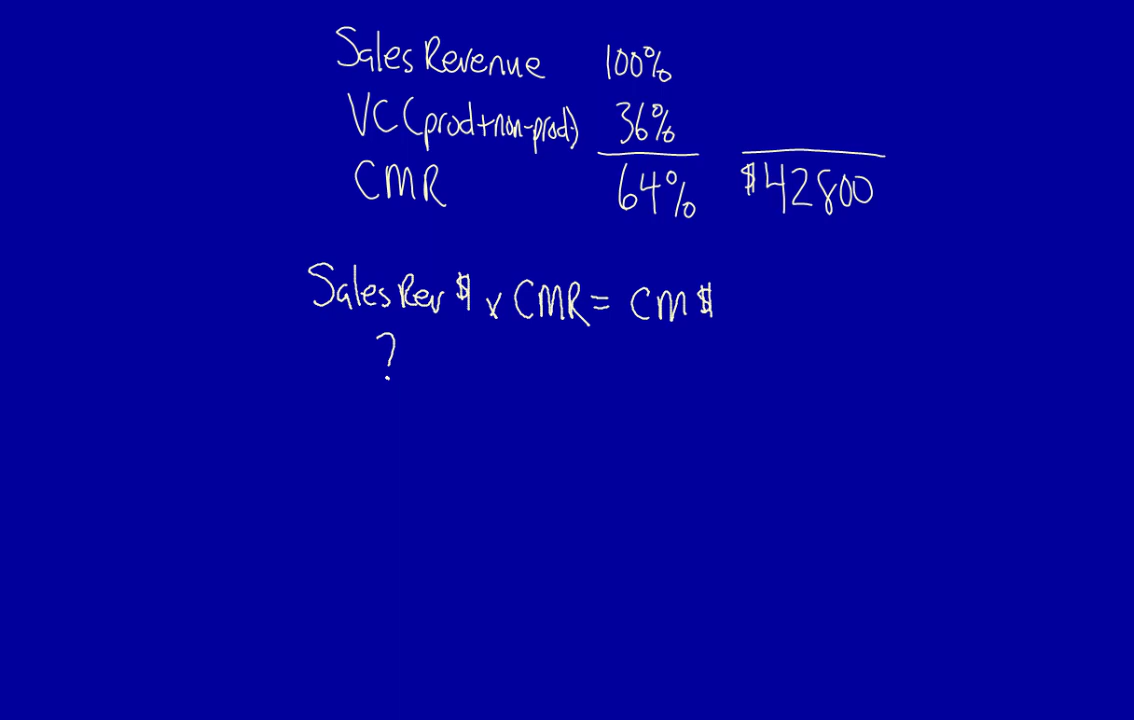 Sales Revenue 100%
VC (prod+non-prod.) 36%
CMR 64% $42800
Sales Rev $ x CMR = CM $
?